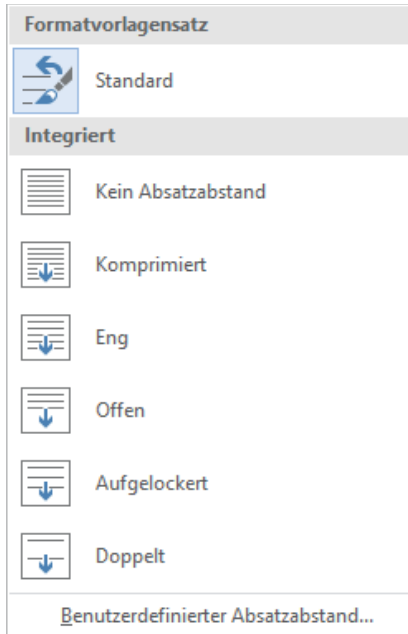 Formatvorlagensatz
Standard
Integriert
Kein Absatzabstand
Komprimiert
Eng
Offen
Aufgelockert
Doppelt
Benutzerdefinierter Absatzabstand...